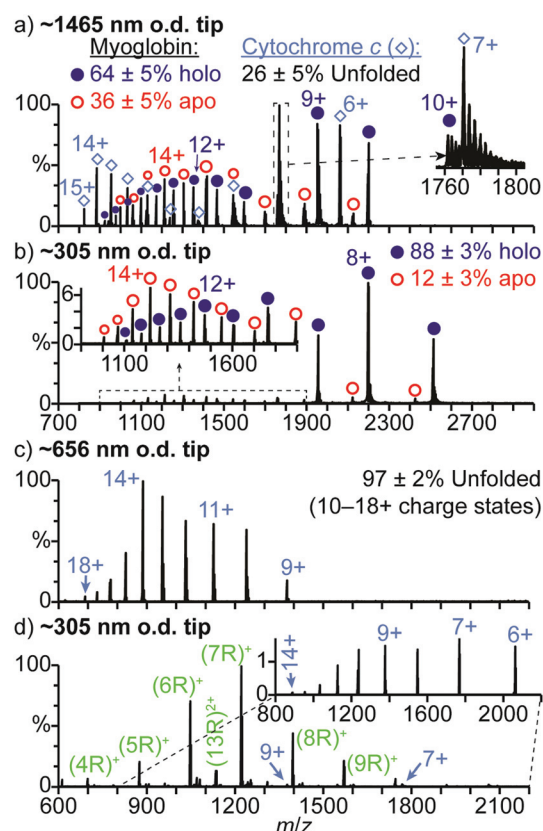 a) ~1465 nm o.d. tip
Myoglobin:
64 ± 5% holo
36 ± 5% apo
Cytochrome c (◇):
26 ± 5% Unfolded
7+
10+
1760 1800
100
%
0
15+
14+
14+
12+
9+
6+
b) ~305 nm o.d. tip
88 ± 3% holo
12 ± 3% apo
100
%
0
6
0
14+
12+
8+
1100 1600
700 1100 1500 1900 2300 2700
c) ~656 nm o.d. tip
97 ± 2% Unfolded
(10–18+ charge states)
100
%
0
18+
14+
11+
9+
d) ~305 nm o.d. tip
100
%
0
(4R)⁺
(5R)⁺
(6R)⁺
(13R)²⁺
(7R)⁺
9+
(8R)⁺
(9R)⁺
7+
1
0
14+
9+
7+
6+
800 1200 1600 2000
600 900 1200 1500 1800 2100
m/z